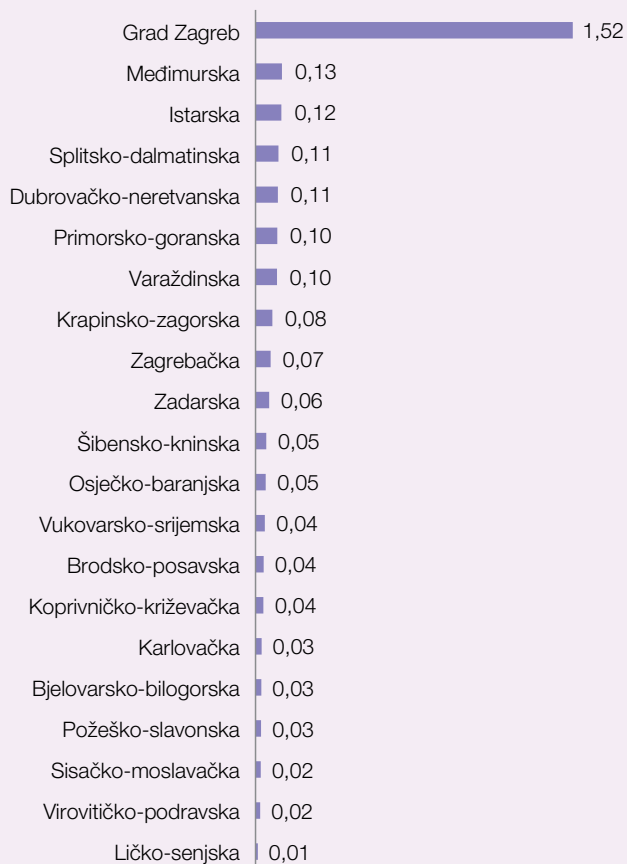 Grad Zagreb 1,52
Međimurska 0,13
Istarska 0,12
Splitsko-dalmatinska 0,11
Dubrovačko-neretvanska 0,11
Primorsko-goranska 0,10
Varaždinska 0,10
Krapinsko-zagorska 0,08
Zagrebačka 0,07
Zadarska 0,06
Šibensko-kninska 0,05
Osječko-baranjska 0,05
Vukovarsko-srijemska 0,04
Brodsko-posavska 0,04
Koprivničko-križevačka 0,04
Karlovačka 0,03
Bjelovarsko-bilogorska 0,03
Požeško-slavonska 0,03
Sisačko-moslavačka 0,02
Virovitičko-podravska 0,02
Ličko-senjska 0,01